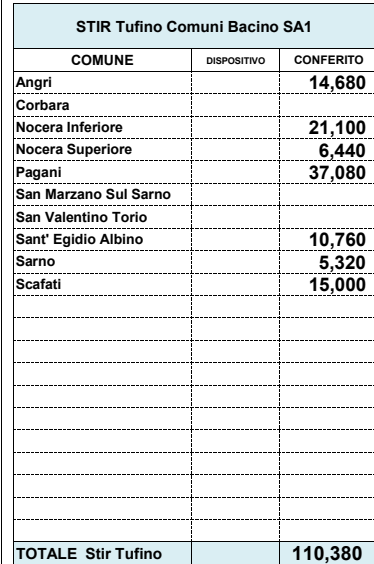 STIR Tufino Comuni Bacino SA1
COMUNE DISPOSITIVO CONFERITO
Angri 14,680
Corbara
Nocera Inferiore 21,100
Nocera Superiore 6,440
Pagani 37,080
San Marzano Sul Sarno
San Valentino Torio
Sant' Egidio Albino 10,760
Sarno 5,320
Scafati 15,000
TOTALE Stir Tufino 110,380